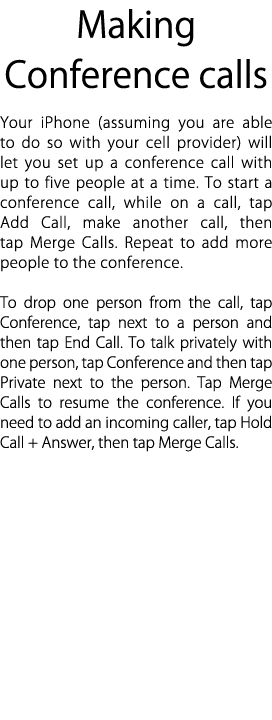 Making
Conference calls
Your iPhone (assuming you are able
to do so with your cell provider) will
let you set up a conference call with
up to five people at a time. To start a
conference call, while on a call, tap
Add Call, make another call, then
tap Merge Calls. Repeat to add more
people to the conference.
To drop one person from the call, tap
Conference, tap next to a person and
then tap End Call. To talk privately with
one person, tap Conference and then tap
Private next to the person. Tap Merge
Calls to resume the conference. If you
need to add an incoming caller, tap Hold
Call + Answer, then tap Merge Calls.